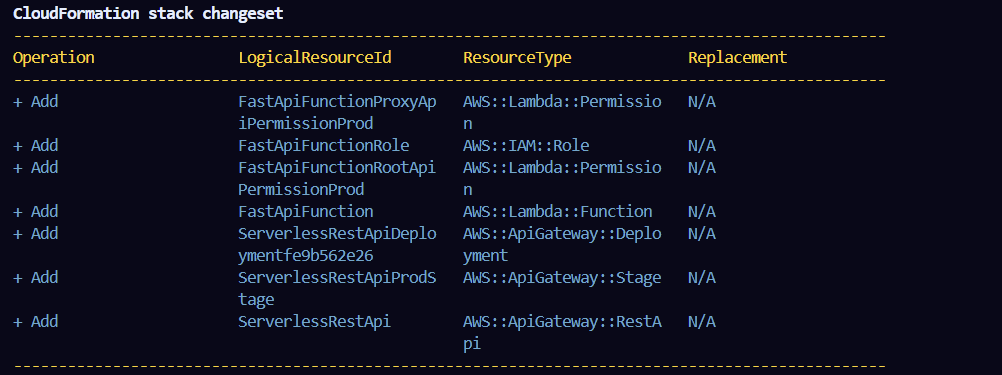 CloudFormation stack changeset
-------------------------------------------------------------------------------------------------
Operation LogicalResourceId ResourceType Replacement
-------------------------------------------------------------------------------------------------
+ Add FastApiFunctionProxyAp AWS::Lambda::Permissio N/A
iPermissionProd n
+ Add FastApiFunctionRole AWS::IAM::Role N/A
+ Add FastApiFunctionRootApi AWS::Lambda::Permissio N/A
PermissionProd n
+ Add FastApiFunction AWS::Lambda::Function N/A
+ Add ServerlessRestApiDeplo AWS::ApiGateway::Deplo N/A
ymentfe9b562e26 yment
+ Add ServerlessRestApiProdS AWS::ApiGateway::Stage N/A
tage
+ Add ServerlessRestApi AWS::ApiGateway::RestA N/A
pi
-------------------------------------------------------------------------------------------------